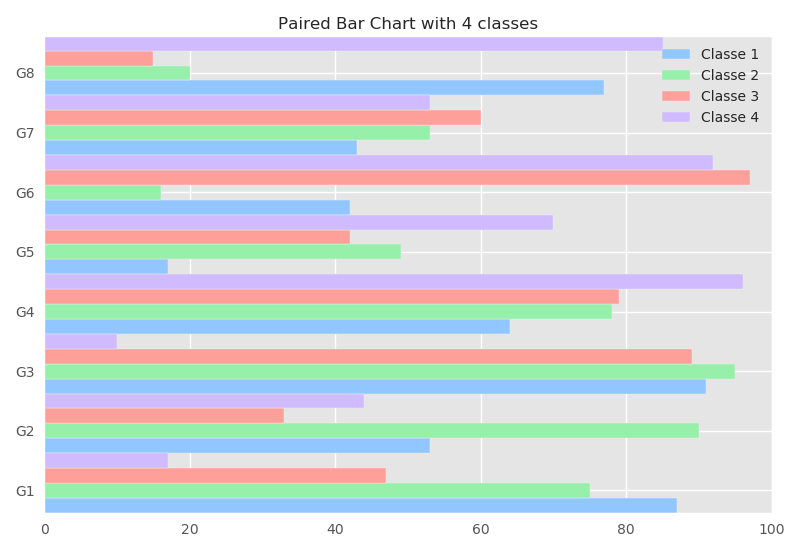 Paired Bar Chart with 4 classes
Classe 1
Classe 2
Classe 3
Classe 4
G8
G7
G6
G5
G4
G3
G2
G1
0 20 40 60 80 100